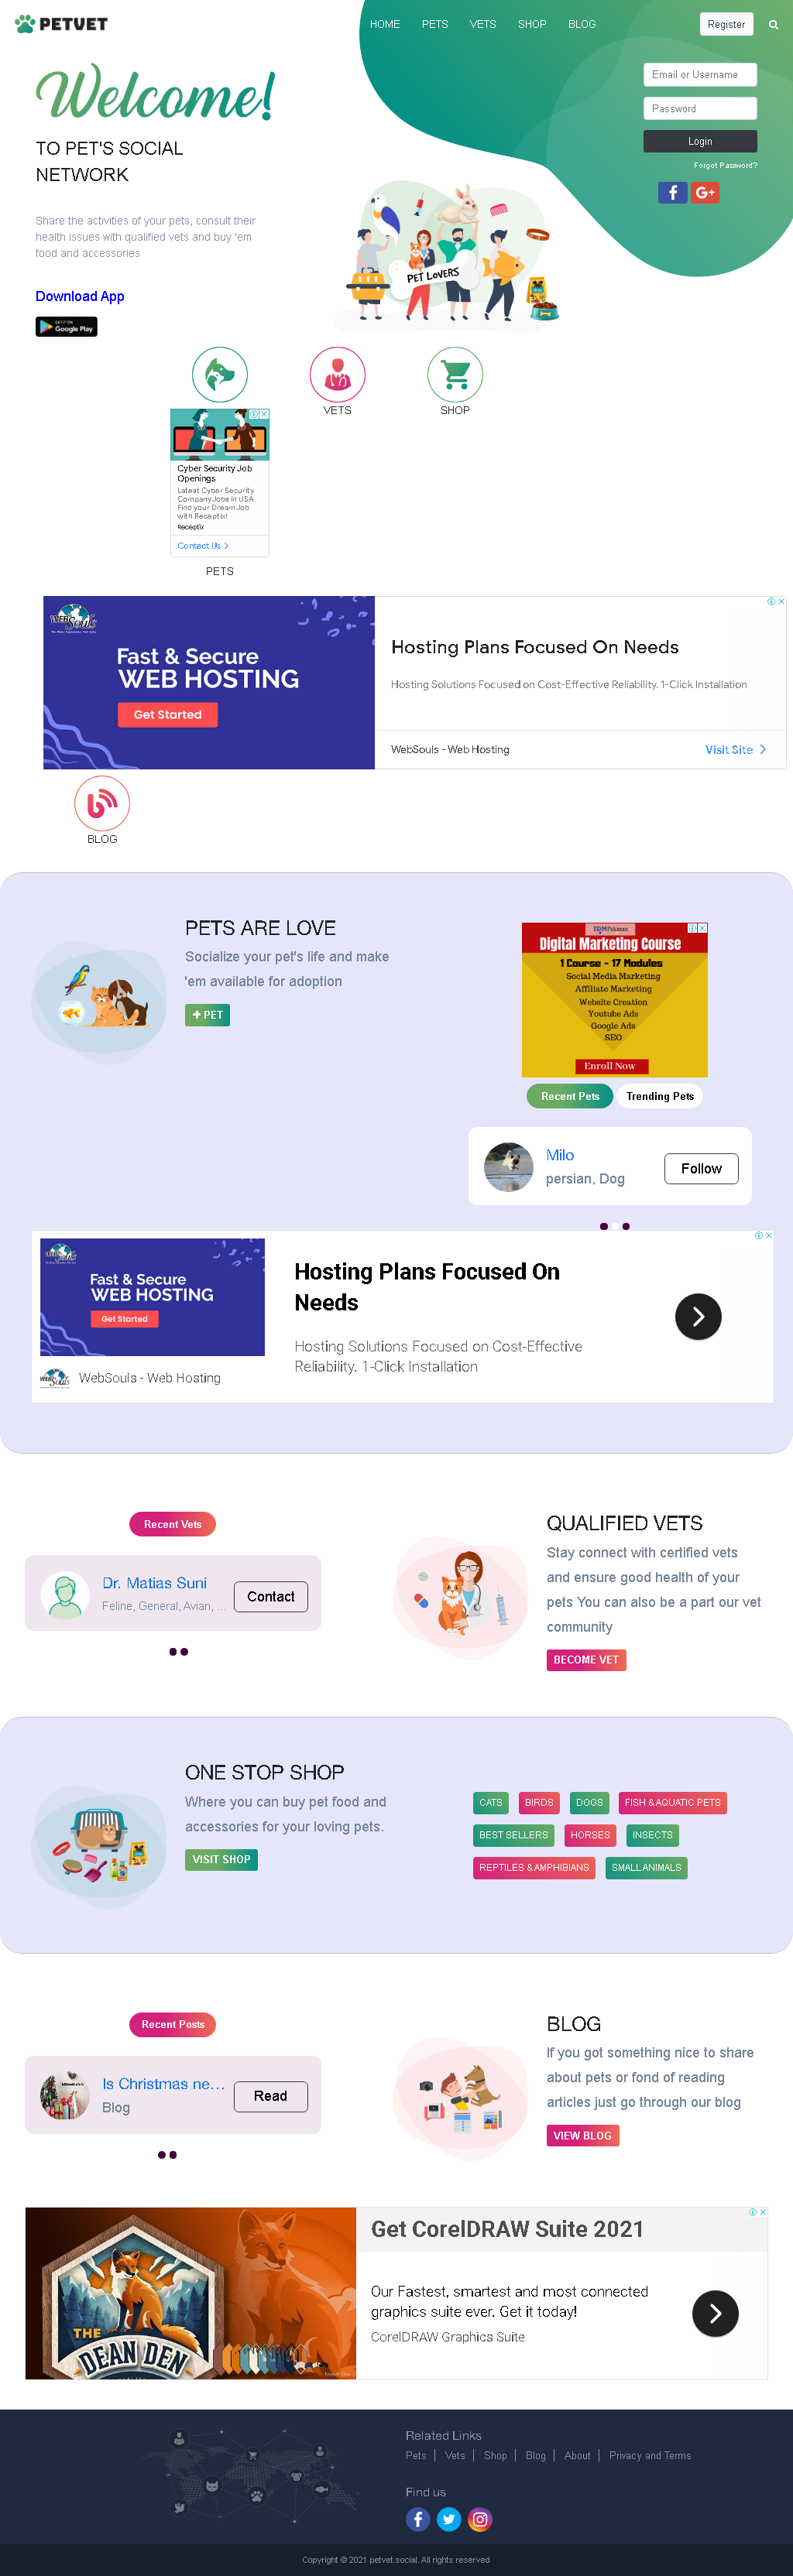 PETVET
HOME PETS VETS SHOP BLOG
Register
Welcome!
TO PET'S SOCIAL
NETWORK
Email or Username
Password
Login
Forgot Password?
Share the activities of your pets, consult their
health issues with qualified vets and buy 'em
food and accessories
PET LOVERS
Download App
GET IT ON
Google Play
VETS
SHOP
Cyber Security Job
Openings
Latest Cyber Security
Company Jobs in USA.
Find your Dream Job
with Receptix!
Receptix
Contact Us
PETS
WebSouls
Fast & Secure
WEB HOSTING
Get Started
Hosting Plans Focused On Needs
Hosting Solutions Focused on Cost-Effective Reliability. 1-Click Installation
WebSouls - Web Hosting
Visit Site
BLOG
PETS ARE LOVE
Socialize your pet's life and make
'em available for adoption
+ PET
IDMPakistan
Digital Marketing Course
1 Course - 17 Modules
Social Media Marketing
Affiliate Marketing
Website Creation
Youtube Ads
Google Ads
SEO
Enroll Now
Recent Pets
Trending Pets
Milo
persian, Dog
Follow
WebSouls
Fast & Secure
WEB HOSTING
Get Started
WebSouls - Web Hosting
Hosting Plans Focused On
Needs
Hosting Solutions Focused on Cost-Effective
Reliability. 1-Click Installation
Recent Vets
Dr. Matias Suni
Feline, General, Avian, ...
Contact
QUALIFIED VETS
Stay connect with certified vets
and ensure good health of your
pets You can also be a part our vet
community
BECOME VET
ONE STOP SHOP
Where you can buy pet food and
accessories for your loving pets.
VISIT SHOP
CATS BIRDS DOGS FISH & AQUATIC PETS
BEST SELLERS HORSES INSECTS
REPTILES & AMPHIBIANS SMALL ANIMALS
Recent Posts
Is Christmas ne...
Blog
Read
BLOG
If you got something nice to share
about pets or fond of reading
articles just go through our blog
VIEW BLOG
THE
DEAN DEN
Get CorelDRAW Suite 2021
Our Fastest, smartest and most connected
graphics suite ever. Get it today!
CorelDRAW Graphics Suite
Related Links
Pets | Vets | Shop | Blog | About | Privacy and Terms
Find us
Copyright © 2021 petvet.social. All rights reserved